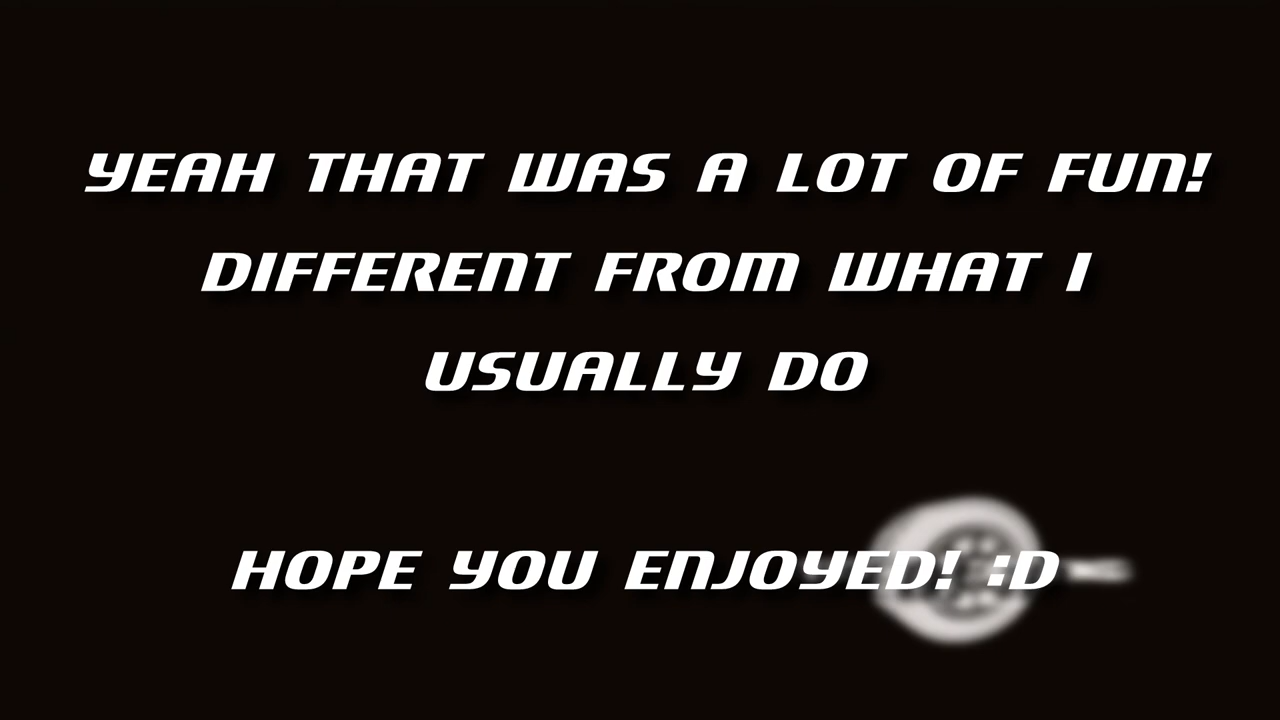 YEAH THAT WAS A LOT OF FUN!
DIFFERENT FROM WHAT I
USUALLY DO
HOPE YOU ENJOYED! :D